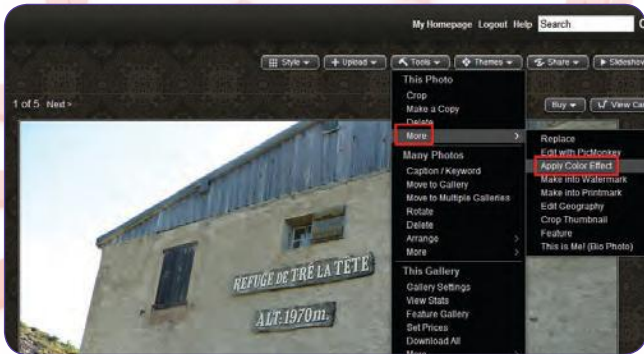 My Homepage Logout Help Search
Style + Upload Tools Themes Share Slideshow
1 of 5 Next > Buy View
This Photo
Crop
Make a Copy
Delete
More >
Replace
Edit with PicMonkey
Apply Color Effect
Make into Watermark
Make into Printmark
Edit Geography
Crop Thumbnail
Feature
This is Me! (Bio Photo)
Many Photos
Caption / Keyword
Move to Gallery
Move to Multiple Galleries
Rotate
Delete
Arrange >
More >
This Gallery
Gallery Settings
View Stats
Feature Gallery
Set Prices
Download All
More
REFUGE DE TRÉ LA TÊTE
ALT:1970m.